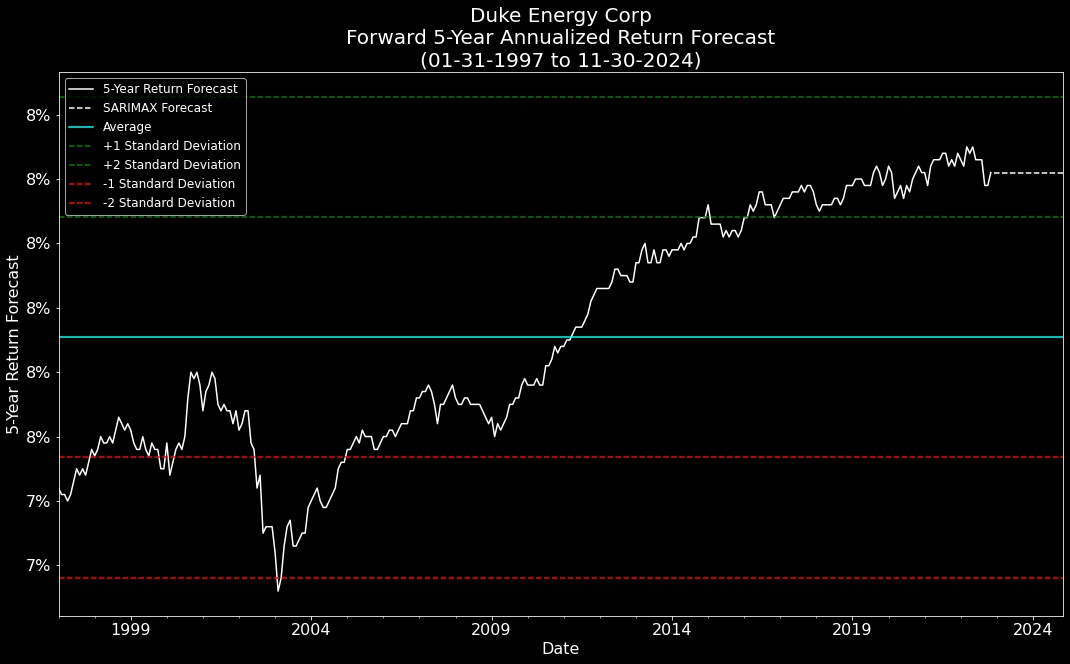 Duke Energy Corp
Forward 5-Year Annualized Return Forecast
(01-31-1997 to 11-30-2024)
5-Year Return Forecast
SARIMAX Forecast
Average
+1 Standard Deviation
+2 Standard Deviation
-1 Standard Deviation
-2 Standard Deviation
8%
8%
8%
8%
8%
8%
7%
7%
5-Year Return Forecast
1999
2004
2009
2014
2019
2024
Date